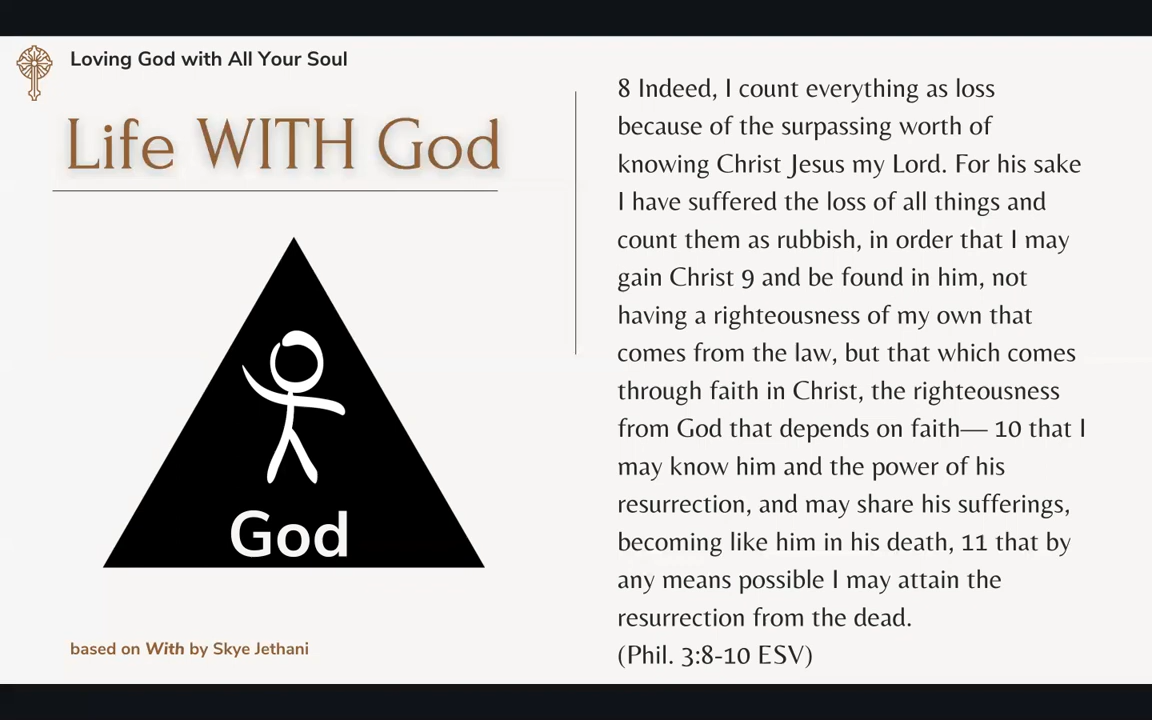 Loving God with All Your Soul
Life WITH God
God
based on With by Skye Jethani
8 Indeed, I count everything as loss
because of the surpassing worth of
knowing Christ Jesus my Lord. For his sake
I have suffered the loss of all things and
count them as rubbish, in order that I may
gain Christ 9 and be found in him, not
having a righteousness of my own that
comes from the law, but that which comes
through faith in Christ, the righteousness
from God that depends on faith— 10 that I
may know him and the power of his
resurrection, and may share his sufferings,
becoming like him in his death, 11 that by
any means possible I may attain the
resurrection from the dead.
(Phil. 3:8-10 ESV)